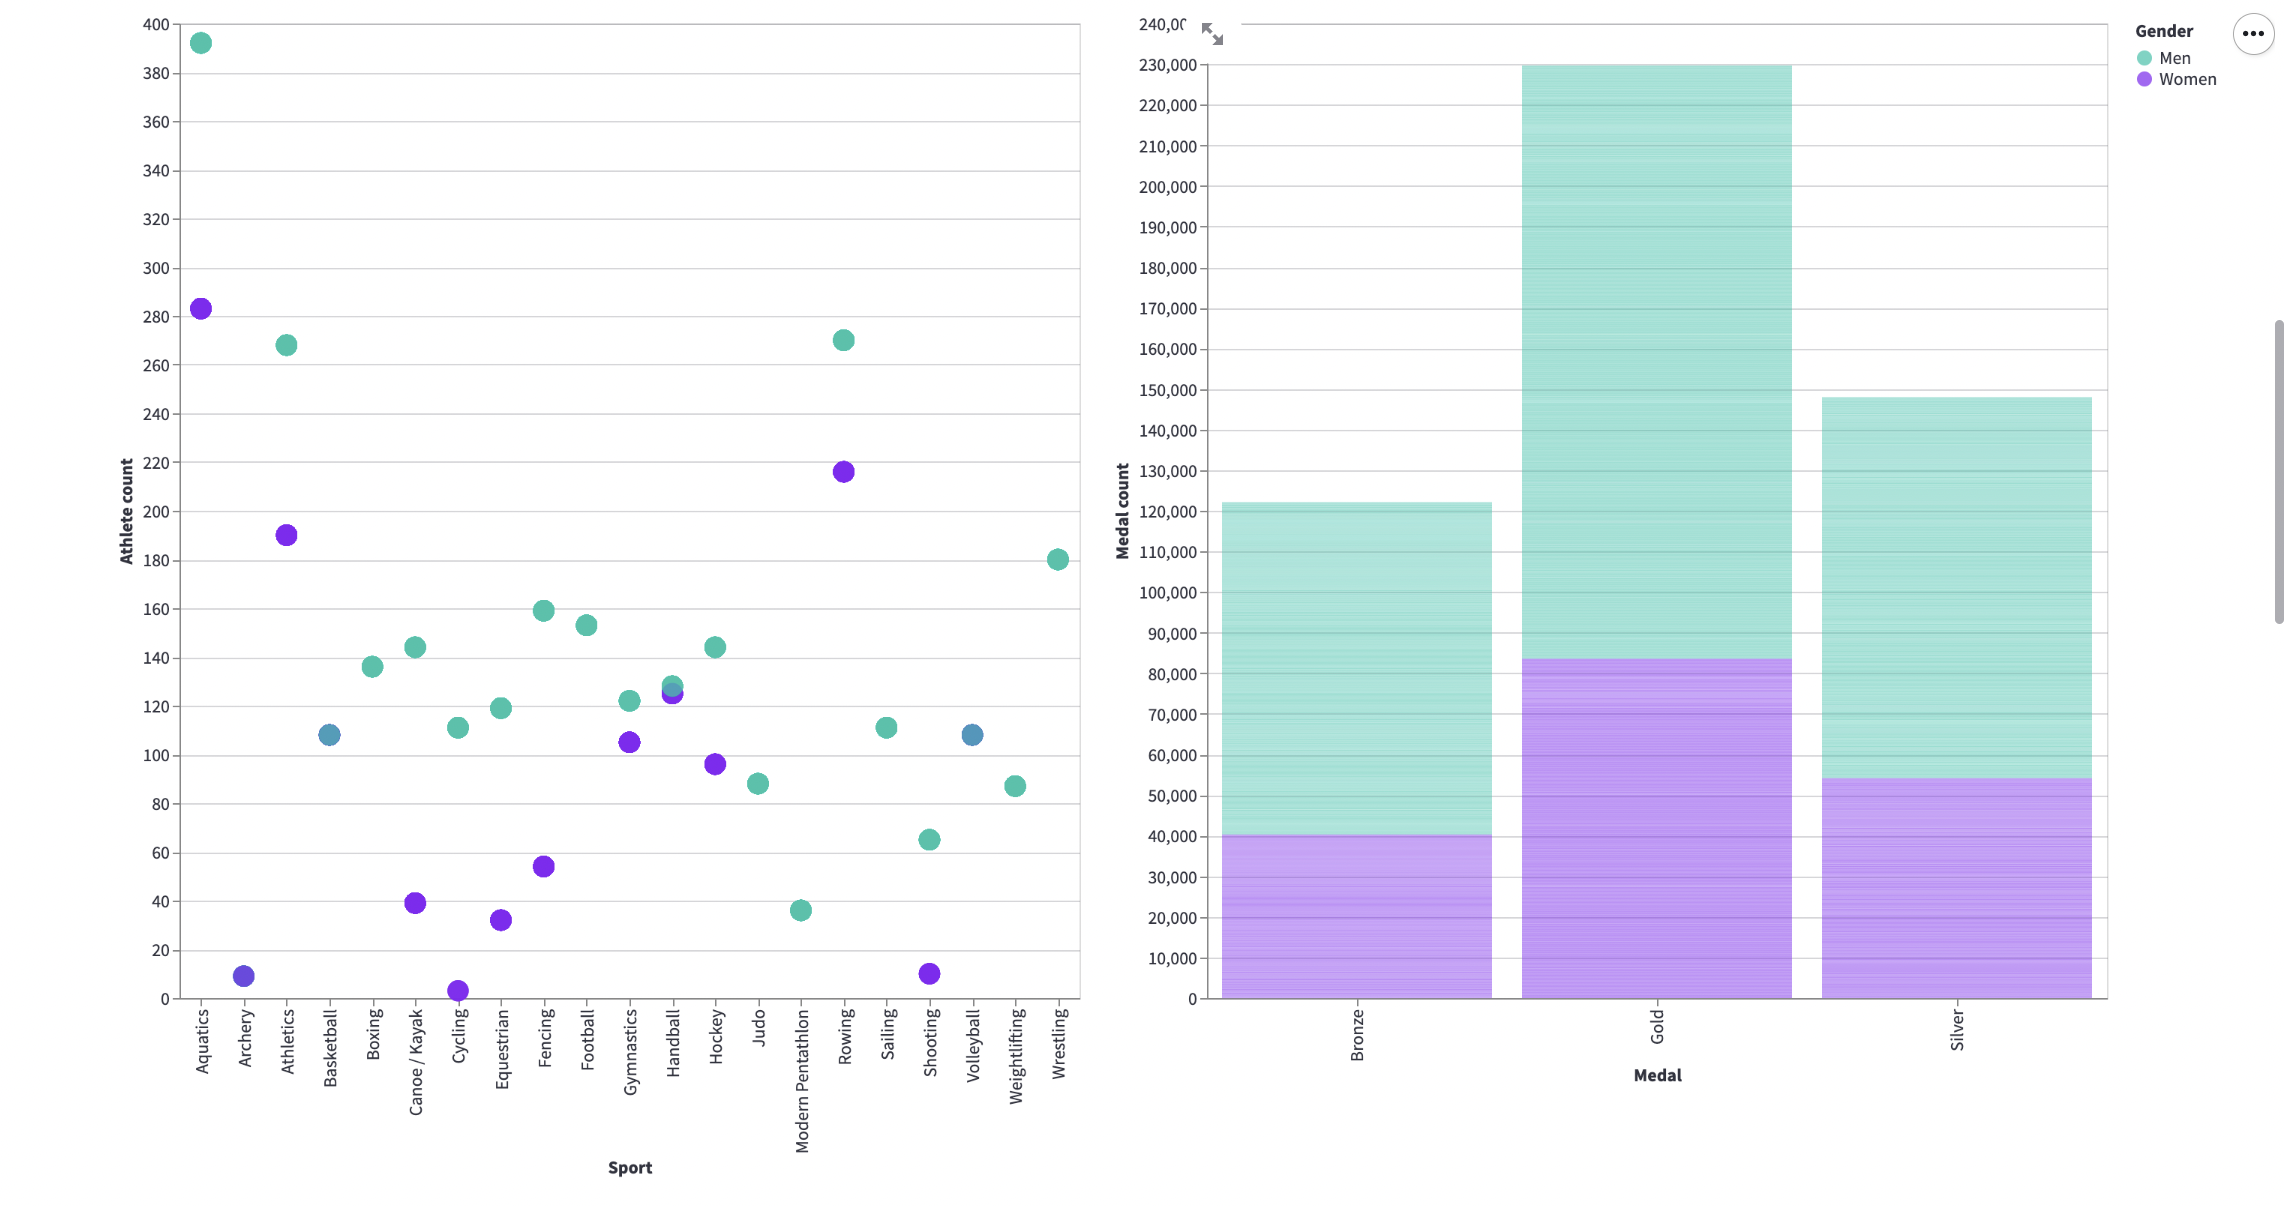 400
380
360
340
320
300
280
260
240
220
200
180
160
140
120
100
80
60
40
20
0
Athlete count
Aquatics
Archery
Athletics
Basketball
Boxing
Canoe / Kayak
Cycling
Equestrian
Fencing
Football
Gymnastics
Handball
Hockey
Judo
Modern Pentathlon
Rowing
Sailing
Shooting
Volleyball
Weightlifting
Wrestling
Sport
230,000
220,000
210,000
200,000
190,000
180,000
170,000
160,000
150,000
140,000
130,000
120,000
110,000
100,000
90,000
80,000
70,000
60,000
50,000
40,000
30,000
20,000
10,000
0
Medal count
Bronze
Gold
Silver
Medal
Gender
Men
Women